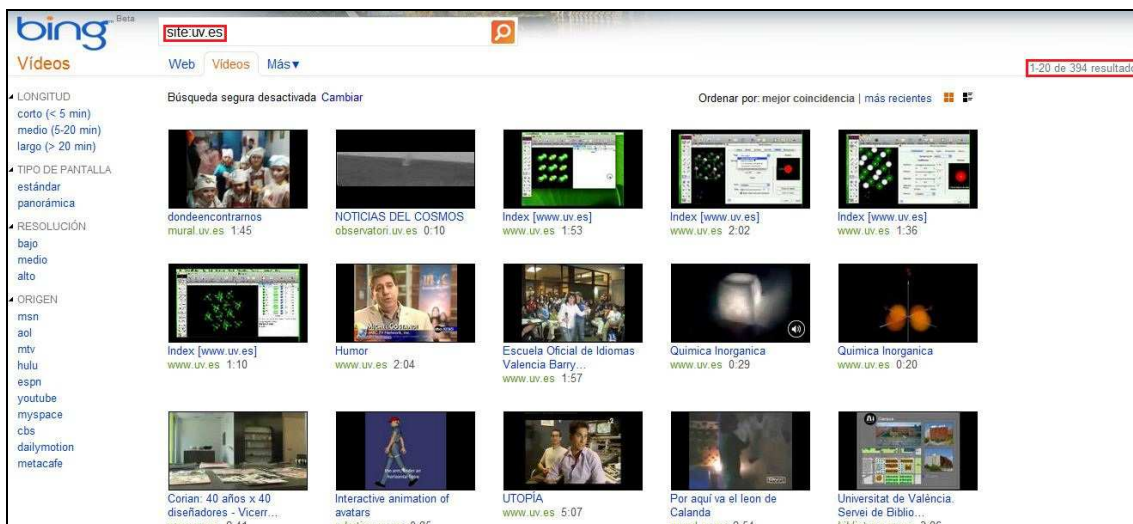 bing Beta
site:uv.es
Vídeos
Web Vídeos Más▼
1-20 de 394 resultado
LONGITUD
corto (< 5 min)
medio (5-20 min)
largo (> 20 min)
TIPO DE PANTALLA
estándar
panorámica
RESOLUCIÓN
bajo
medio
alto
ORIGEN
msn
aol
mtv
hulu
espn
youtube
myspace
cbs
dailymotion
metacafe
Búsqueda segura desactivada Cambiar
Ordenar por: mejor coincidencia | más recientes
dondeencontrarnos
mural.uv.es 1:45
NOTICIAS DEL COSMOS
observatori.uv.es 0:10
Index [www.uv.es]
www.uv.es 1:53
Index [www.uv.es]
www.uv.es 2:02
Index [www.uv.es]
www.uv.es 1:36
Index [www.uv.es]
www.uv.es 1:10
Humor
www.uv.es 2:04
Escuela Oficial de Idiomas
Valencia Barry...
www.uv.es 1:57
Quimica Inorganica
www.uv.es 0:29
Quimica Inorganica
www.uv.es 0:20
Corian: 40 años x 40
diseñadores - Vicerr...
Interactive animation of
avatars
UTOPÍA
www.uv.es 5:07
Por aquí va el leon de
Calanda
Universitat de València.
Servei de Biblio...